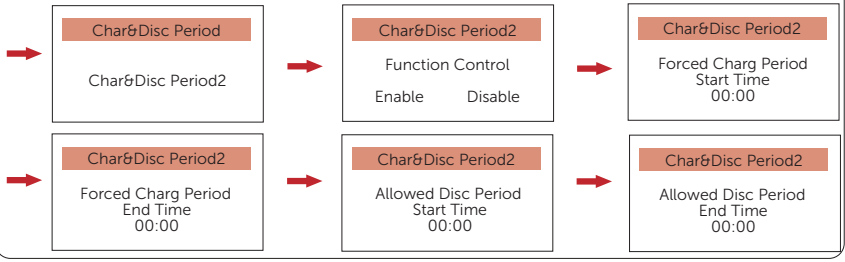 Char&Disc Period
Char&Disc Period2
Char&Disc Period2
Function Control
Enable Disable
Char&Disc Period2
Forced Charg Period
Start Time
00:00
Char&Disc Period2
Forced Charg Period
End Time
00:00
Char&Disc Period2
Allowed Disc Period
Start Time
00:00
Char&Disc Period2
Allowed Disc Period
End Time
00:00